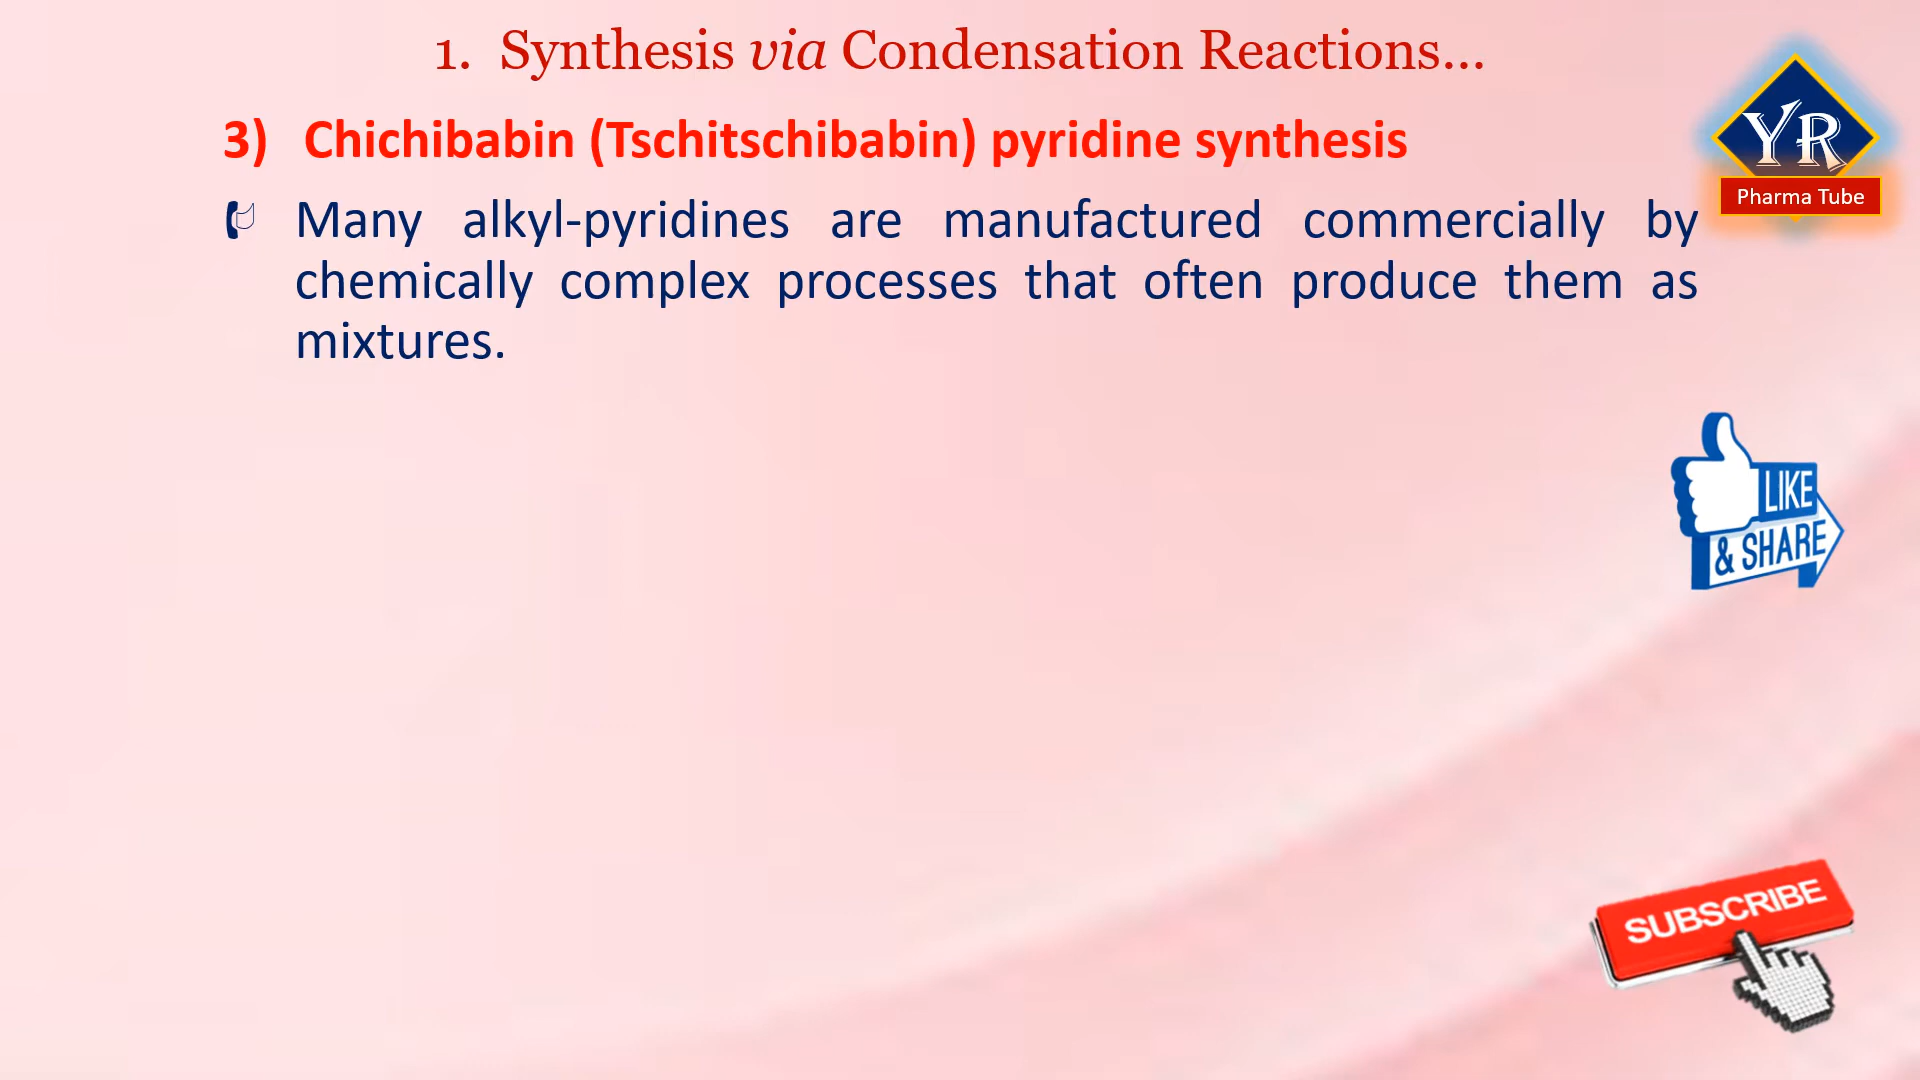 1. Synthesis via Condensation Reactions...
YR
Pharma Tube
3) Chichibabin (Tschitschibabin) pyridine synthesis
Many alkyl-pyridines are manufactured commercially by
chemically complex processes that often produce them as
mixtures.
LIKE
& SHARE
SUBSCRIBE